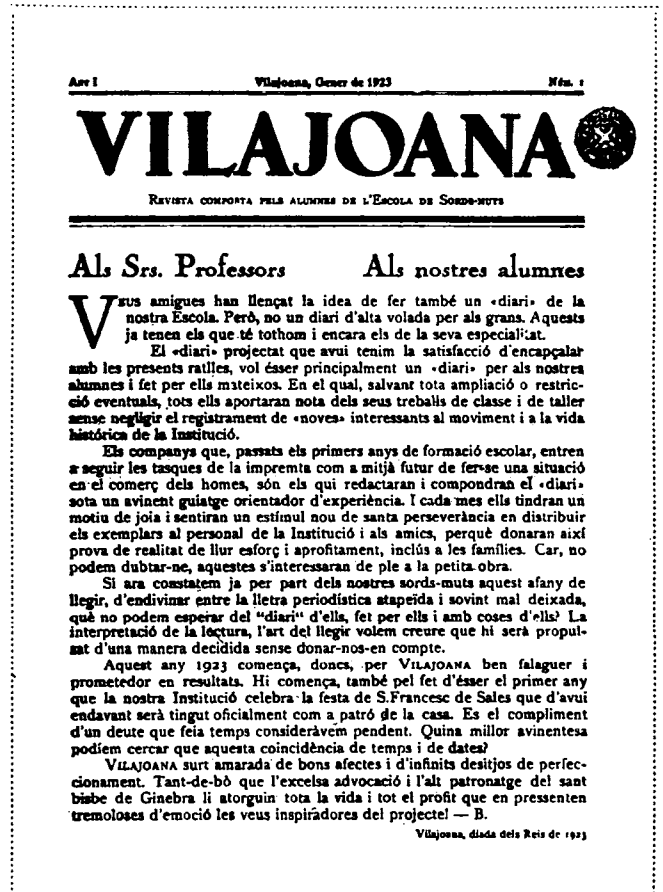 Any I Vilajoana, Gener de 1923 Núm. 1
VILAJOANA
Revista composta pels alumnes de l'Escola de Sords-muts
Als Srs. Professors Als nostres alumnes
Veus amigues han llençat la idea de fer també un «diari» de la
nostra Escola. Però, no un diari d'alta volada per als grans. Aquests
ja tenen els que té tothom i encara els de la seva especialitat.
El «diari» projectat que avui tenim la satisfacció d'encapçalar
amb les presents ratlles, vol ésser principalment un «diari» per als nostres
alumnes i fet per ells mateixos. En el qual, salvant tota ampliació o restric-
ció eventuals, tots ells aportaran nota dels seus treballs de classe i de taller
sense negligir el registrament de «noves» interessants al moviment i a la vida
històrica de la Institució.
Els companys que, passats els primers anys de formació escolar, entren
a seguir les tasques de la impremta com a mitjà futur de fer-se una situació
en el comerç dels homes, són els qui redactaran i compondran el «diari»
sota un avinent guiatge orientador d'experiència. I cada mes ells tindran un
motiu de joia i sentiran un estímul nou de santa perseverància en distribuir
els exemplars al personal de la Institució i als amics, perquè donaran així
prova de realitat de llur esforç i aprofitament, inclús a les famílies. Car, no
podem dubtar-ne, aquestes s'interessaran de ple a la petita obra.
Si ara constatem ja per part dels nostres sords-muts aquest afany de
llegir, d'endivinar entre la lletra periodística atapeïda i sovint mal deixada,
què no podem esperar del "diari" d'ells, fet per ells i amb coses d'ells? La
interpretació de la lectura, l'art del llegir volem creure que hi serà propul-
sat d'una manera decidida sense donar-nos-en compte.
Aquest any 1923 comença, doncs, per Vilajoana ben falaguer i
prometedor en resultats. Hi comença, també pel fet d'ésser el primer any
que la nostra Institució celebra la festa de S.Francesc de Sales que d'avui
endavant serà tingut oficialment com a patró de la casa. Es el compliment
d'un deute que feia temps consideràvem pendent. Quina millor avinentesa
podíem cercar que aquesta coincidència de temps i de dates?
Vilajoana surt amarada de bons afectes i d'infinits desitjos de perfec-
cionament. Tant-de-bò que l'excelsa advocació i l'alt patronatge del sant
bisbe de Ginebra li atorguin tota la vida i tot el profit que en pressenten
tremoloses d'emoció les veus inspiradores del projecte! — B.
Vilajoana, diada dels Reis de 1923